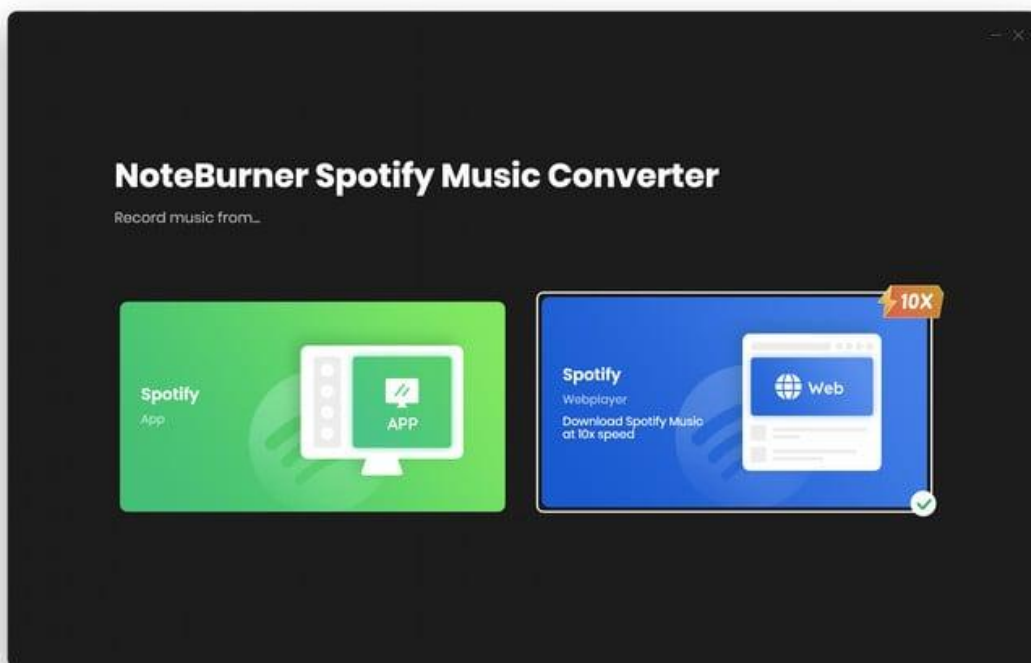 NoteBurner Spotify Music Converter
Record music from...
Spotify
App
APP
10X
Spotify
Webplayer
Download Spotify Music
at 10x speed
Web